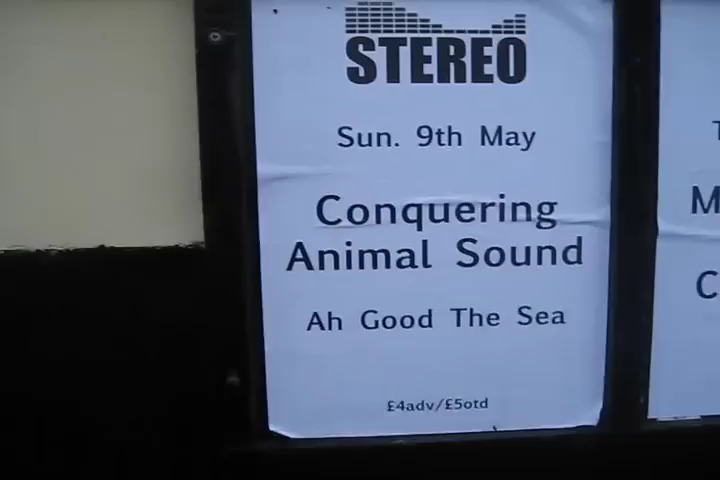 STEREO
Sun. 9th May
Conquering
Animal Sound
Ah Good The Sea
£4adv/£5otd